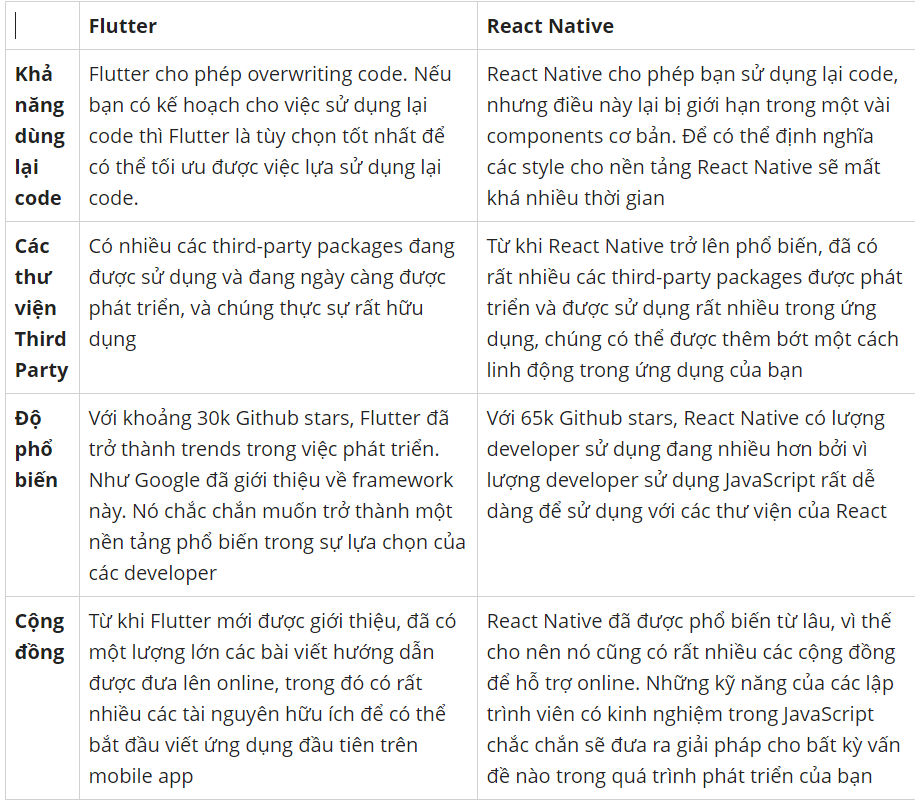 Flutter
React Native
Khả
năng
dùng
lại
code
Flutter cho phép overwriting code. Nếu
bạn có kế hoạch cho việc sử dụng lại
code thì Flutter là tùy chọn tốt nhất để
có thể tối ưu được việc lựa sử dụng lại
code.
React Native cho phép bạn sử dụng lại code,
nhưng điều này lại bị giới hạn trong một vài
components cơ bản. Để có thể định nghĩa
các style cho nền tảng React Native sẽ mất
khá nhiều thời gian
Các
thư
viện
Third
Party
Có nhiều các third-party packages đang
được sử dụng và đang ngày càng được
phát triển, và chúng thực sự rất hữu
dụng
Từ khi React Native trở lên phổ biến, đã có
rất nhiều các third-party packages được phát
triển và được sử dụng rất nhiều trong ứng
dụng, chúng có thể được thêm bớt một cách
linh động trong ứng dụng của bạn
Độ
phổ
biến
Với khoảng 30k Github stars, Flutter đã
trở thành trends trong việc phát triển.
Như Google đã giới thiệu về framework
này. Nó chắc chắn muốn trở thành một
nền tảng phổ biến trong sự lựa chọn của
các developer
Với 65k Github stars, React Native có lượng
developer sử dụng đang nhiều hơn bởi vì
lượng developer sử dụng JavaScript rất dễ
dàng để sử dụng với các thư viện của React
Cộng
đồng
Từ khi Flutter mới được giới thiệu, đã có
một lượng lớn các bài viết hướng dẫn
được đưa lên online, trong đó có rất
nhiều các tài nguyên hữu ích để có thể
bắt đầu viết ứng dụng đầu tiên trên
mobile app
React Native đã được phổ biến từ lâu, vì thế
cho nên nó cũng có rất nhiều các cộng đồng
để hỗ trợ online. Những kỹ năng của các lập
trình viên có kinh nghiệm trong JavaScript
chắc chắn sẽ đưa ra giải pháp cho bất kỳ vấn
đề nào trong quá trình phát triển của bạn